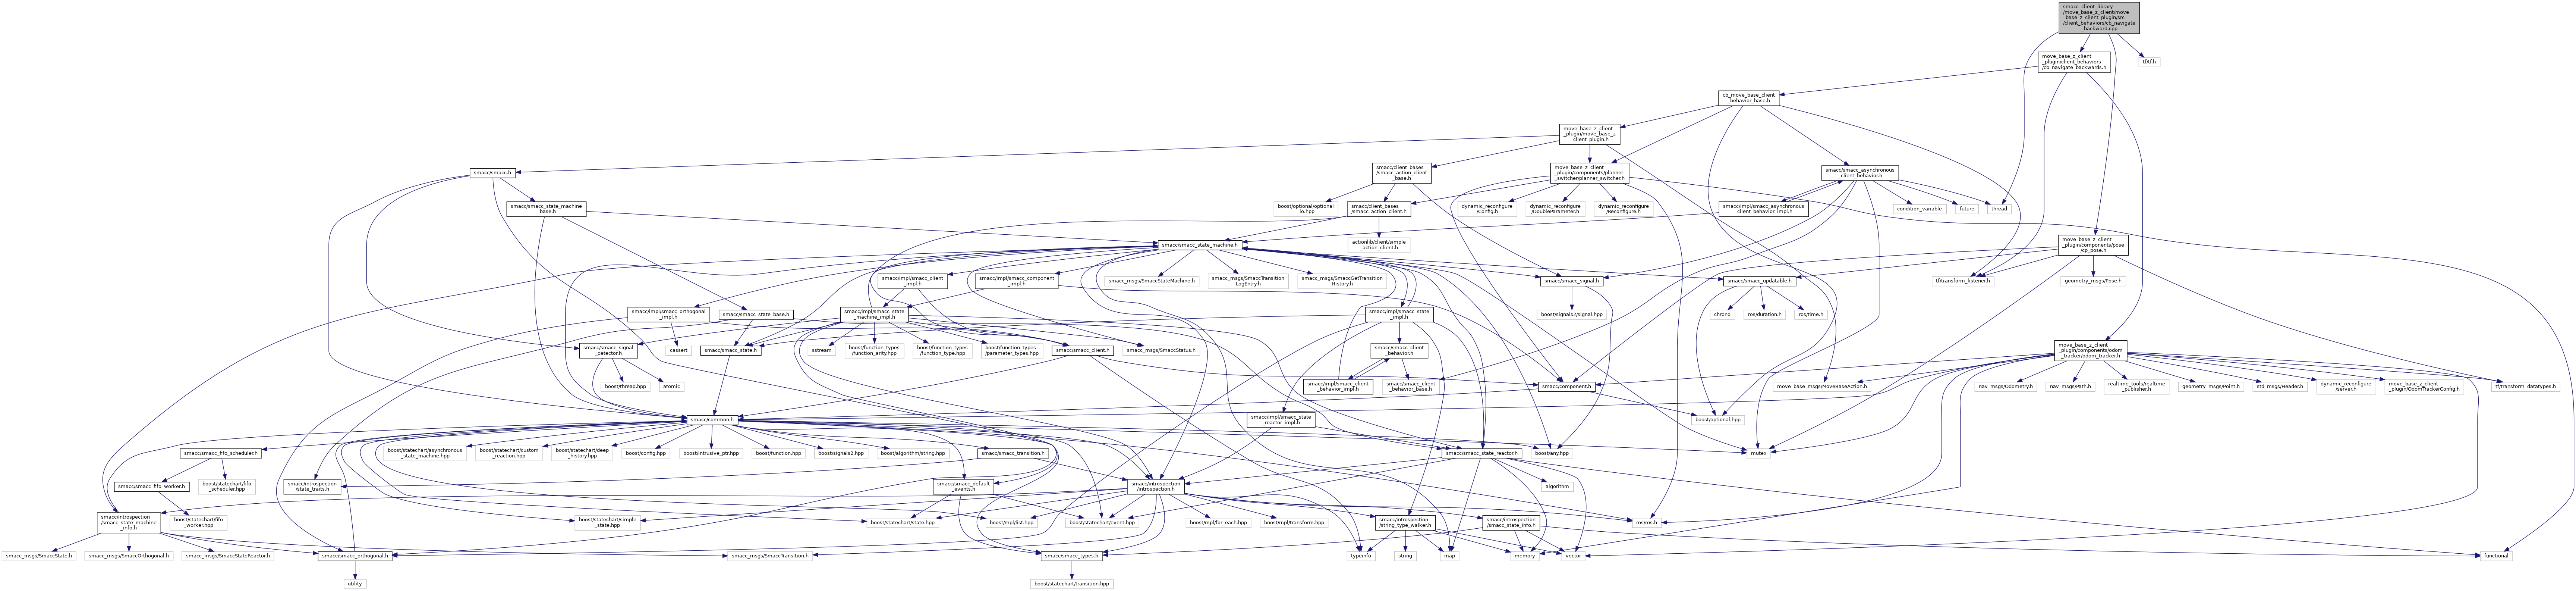 smacc_client_library
/move_base_z_client/move
_base_z_client_plugin/src
/client_behaviors/cb_navigate
_backward.cpp
move_base_z_client
_plugin/client_behaviors
/cb_navigate_backwards.h
tf/tf.h
cb_move_base_client
_behavior_base.h
move_base_z_client
_plugin/move_base_z
_client_plugin.h
smacc/smacc.h
smacc/client_bases
/smacc_action_client
_base.h
move_base_z_client
_plugin/components/planner
_switcher/planner_switcher.h
smacc/smacc_asynchronous
_client_behavior.h
smacc/smacc_state_machine
_base.h
boost/optional/optional
_io.hpp
smacc/client_bases
/smacc_action_client.h
dynamic_reconfigure
/Config.h
dynamic_reconfigure
/DoubleParameter.h
dynamic_reconfigure
/Reconfigure.h
smacc/impl/smacc_asynchronous
_client_behavior_impl.h
condition_variable
future
thread
smacc/smacc_state_machine.h
actionlib/client/simple
_action_client.h
move_base_z_client
_plugin/components/pose
/cp_pose.h
smacc/impl/smacc_client
_impl.h
smacc/impl/smacc_component
_impl.h
smacc_msgs/SmaccStateMachine.h
smacc_msgs/SmaccTransition
LogEntry.h
smacc_msgs/SmaccGetTransition
History.h
smacc/smacc_signal.h
smacc/smacc_updatable.h
tf/transform_listener.h
geometry_msgs/Pose.h
smacc/impl/smacc_orthogonal
_impl.h
smacc/smacc_state_base.h
smacc/impl/smacc_state
_machine_impl.h
smacc/impl/smacc_state
_impl.h
boost/signals2/signal.hpp
chrono
ros/duration.h
ros/time.h
smacc/smacc_signal
_detector.h
cassert
smacc/smacc_state.h
sstream
boost/function_types
/function_arity.hpp
boost/function_types
/function_type.hpp
boost/function_types
/parameter_types.hpp
smacc/smacc_client.h
smacc_msgs/SmaccStatus.h
smacc/smacc_client
_behavior.h
move_base_z_client
_plugin/components/odom
_tracker/odom_tracker.h
boost/thread.hpp
atomic
smacc/impl/smacc_client
_behavior_impl.h
smacc/smacc_client
_behavior_base.h
smacc/component.h
move_base_msgs/MoveBaseAction.h
nav_msgs/Odometry.h
nav_msgs/Path.h
realtime_tools/realtime
_publisher.h
geometry_msgs/Point.h
std_msgs/Header.h
dynamic_reconfigure
/server.h
move_base_z_client
_plugin/OdomTrackerConfig.h
tf/transform_datatypes.h
smacc/common.h
smacc/impl/smacc_state
_reactor_impl.h
boost/optional.hpp
smacc/smacc_fifo_scheduler.h
boost/statechart/asynchronous
_state_machine.hpp
boost/statechart/custom
_reaction.hpp
boost/statechart/deep
_history.hpp
boost/config.hpp
boost/intrusive_ptr.hpp
boost/function.hpp
boost/signals2.hpp
boost/algorithm/string.hpp
smacc/smacc_transition.h
smacc/smacc_state_reactor.h
boost/any.hpp
mutex
smacc/smacc_fifo_worker.h
boost/statechart/fifo
_scheduler.hpp
smacc/introspection
/state_traits.h
smacc/smacc_default
_events.h
smacc/introspection
/introspection.h
algorithm
smacc/introspection
/smacc_state_machine
_info.h
boost/statechart/fifo
_worker.hpp
boost/statechart/simple
_state.hpp
boost/statechart/state.hpp
boost/mpl/list.hpp
boost/statechart/event.hpp
boost/mpl/for_each.hpp
boost/mpl/transform.hpp
smacc/introspection
/string_type_walker.h
smacc/introspection
/smacc_state_info.h
ros/ros.h
smacc_msgs/SmaccState.h
smacc_msgs/SmaccOrthogonal.h
smacc_msgs/SmaccStateReactor.h
smacc/smacc_orthogonal.h
smacc_msgs/SmaccTransition.h
smacc/smacc_types.h
typeinfo
string
map
memory
vector
functional
utility
boost/statechart/transition.hpp